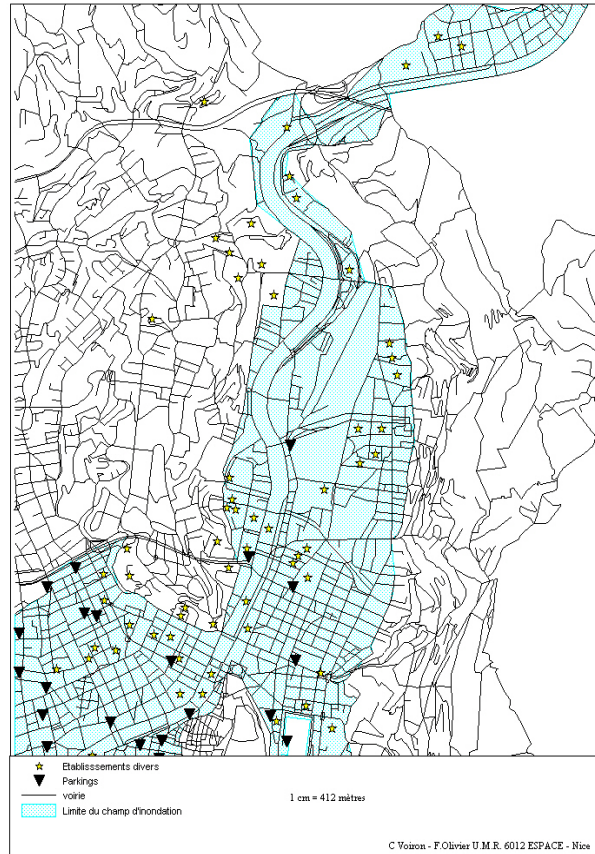 Etablisssements divers
Parkings
voirie
Limite du champ d'inondation
1 cm = 412 mètres
C Voiron - F.Olivier U.M.R. 6012 ESPACE - Nice